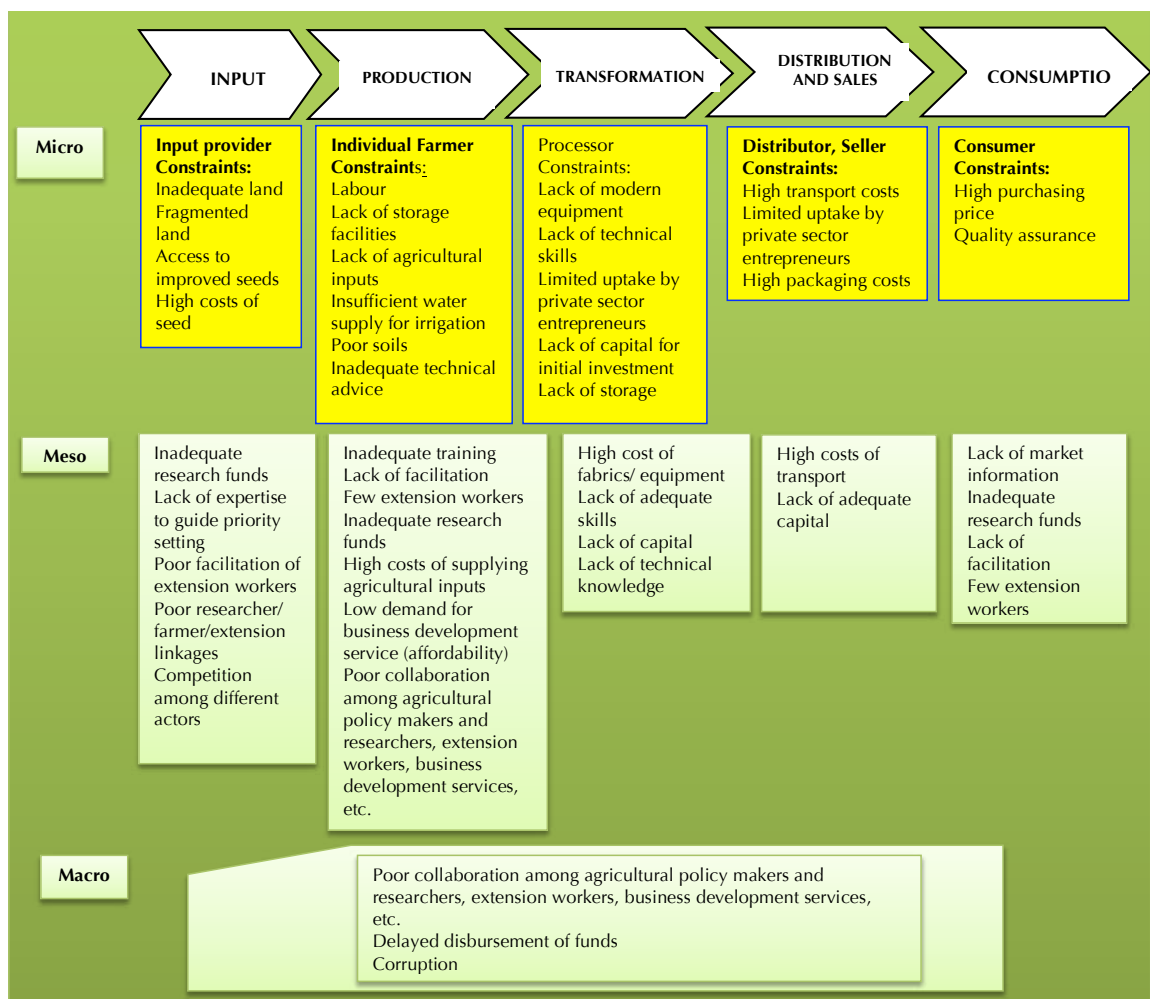 INPUT
PRODUCTION
TRANSFORMATION
DISTRIBUTION
AND SALES
CONSUMPTIO
Micro
Input provider
Constraints:
Inadequate land
Fragmented
land
Access to
improved seeds
High costs of
seed
Individual Farmer
Constraints:
Labour
Lack of storage
facilities
Lack of agricultural
inputs
Insufficient water
supply for irrigation
Poor soils
Inadequate technical
advice
Processor
Constraints:
Lack of modern
equipment
Lack of technical
skills
Limited uptake by
private sector
entrepreneurs
Lack of capital for
initial investment
Lack of storage
Distributor, Seller
Constraints:
High transport costs
Limited uptake by
private sector
entrepreneurs
High packaging costs
Consumer
Constraints:
High purchasing
price
Quality assurance
Meso
Inadequate
research funds
Lack of expertise
to guide priority
setting
Poor facilitation of
extension workers
Poor researcher/
farmer/extension
linkages
Competition
among different
actors
Inadequate training
Lack of facilitation
Few extension workers
Inadequate research
funds
High costs of supplying
agricultural inputs
Low demand for
business development
service (affordability)
Poor collaboration
among agricultural
policy makers and
researchers, extension
workers, business
development services,
etc.
High cost of
fabrics/ equipment
Lack of adequate
skills
Lack of capital
Lack of technical
knowledge
High costs of
transport
Lack of adequate
capital
Lack of market
information
Inadequate
research funds
Lack of
facilitation
Few extension
workers
Macro
Poor collaboration among agricultural policy makers and
researchers, extension workers, business development services,
etc.
Delayed disbursement of funds
Corruption